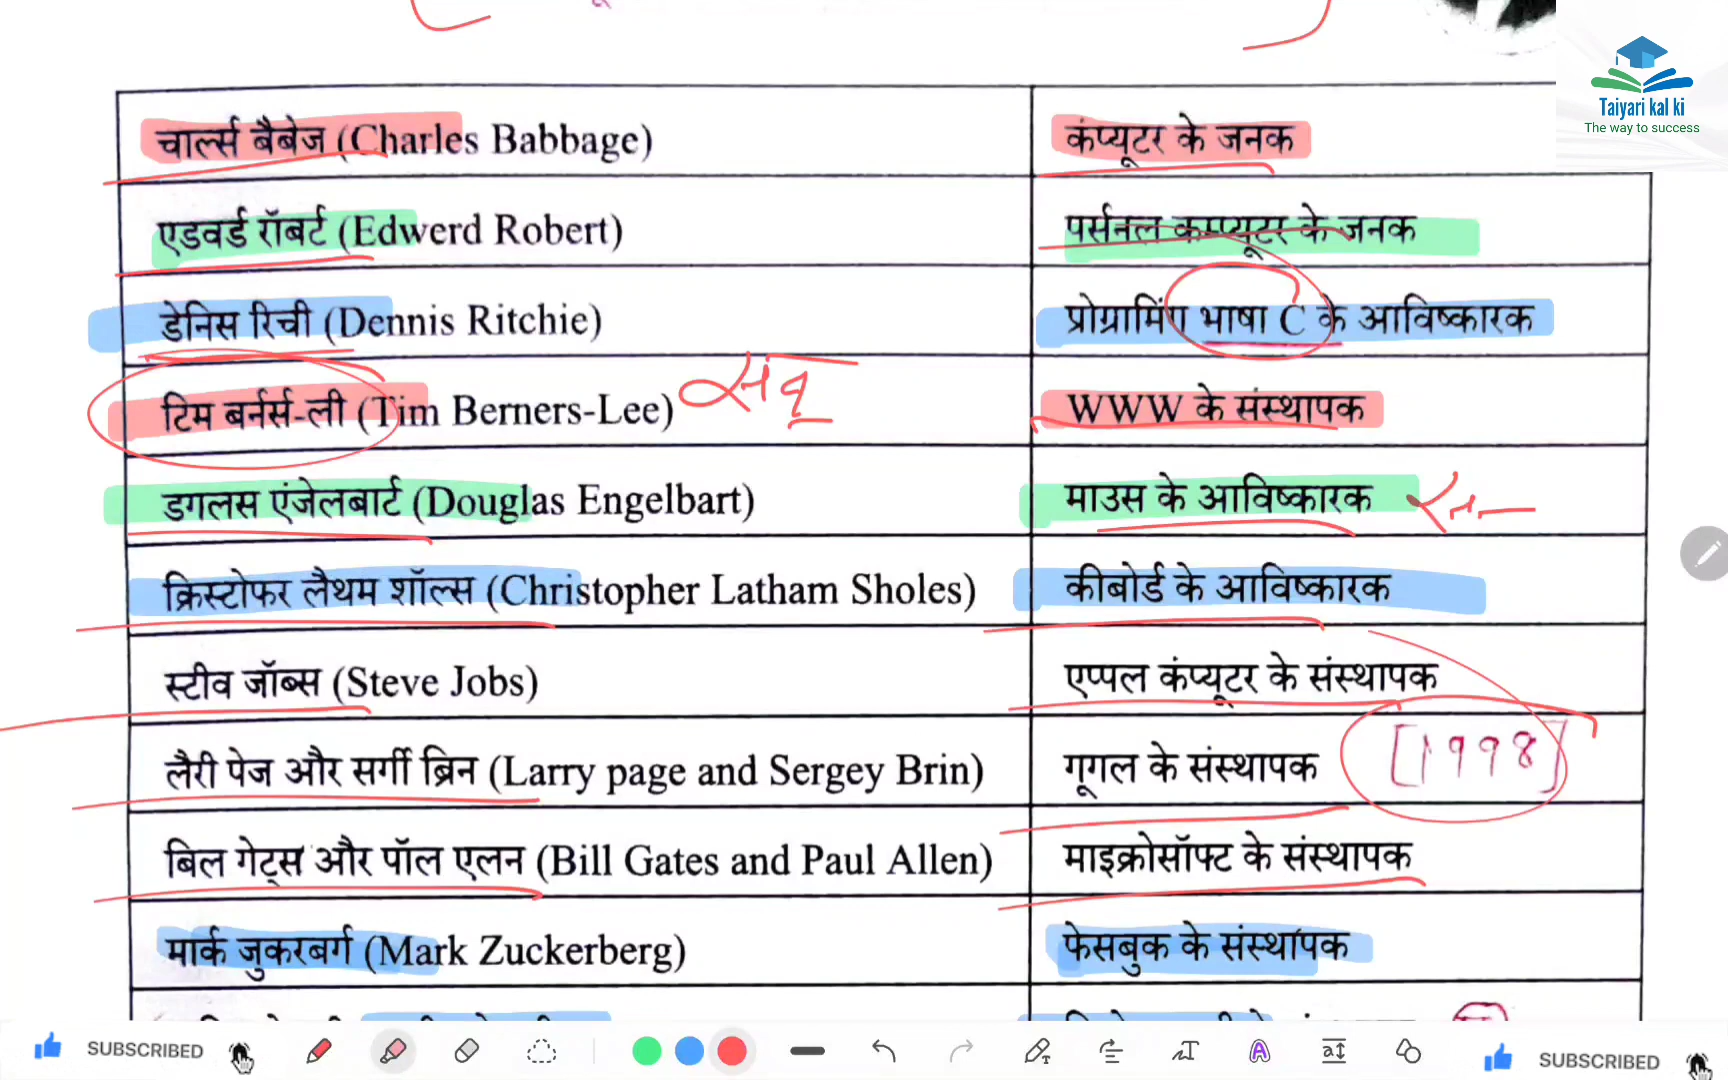 Taiyari kal ki
The way to success
चार्ल्स बैबेज (Charles Babbage) कंप्यूटर के जनक
एडवर्ड रॉबर्ट (Edwerd Robert) पर्सनल कम्प्यूटर के जनक
डेनिस रिची (Dennis Ritchie) प्रोग्रामिंग भाषा C के आविष्कारक
टिम बर्नर्स-ली (Tim Berners-Lee) WWW के संस्थापक
डगलस एंजेलबार्ट (Douglas Engelbart) माउस के आविष्कारक
क्रिस्टोफर लैथम शॉल्स (Christopher Latham Sholes) कीबोर्ड के आविष्कारक
स्टीव जॉब्स (Steve Jobs) एप्पल कंप्यूटर के संस्थापक
लैरी पेज और सर्गी ब्रिन (Larry page and Sergey Brin) गूगल के संस्थापक [1998]
बिल गेट्स और पॉल एलन (Bill Gates and Paul Allen) माइक्रोसॉफ्ट के संस्थापक
मार्क जुकरबर्ग (Mark Zuckerberg) फेसबुक के संस्थापक
SUBSCRIBED SUBSCRIBED